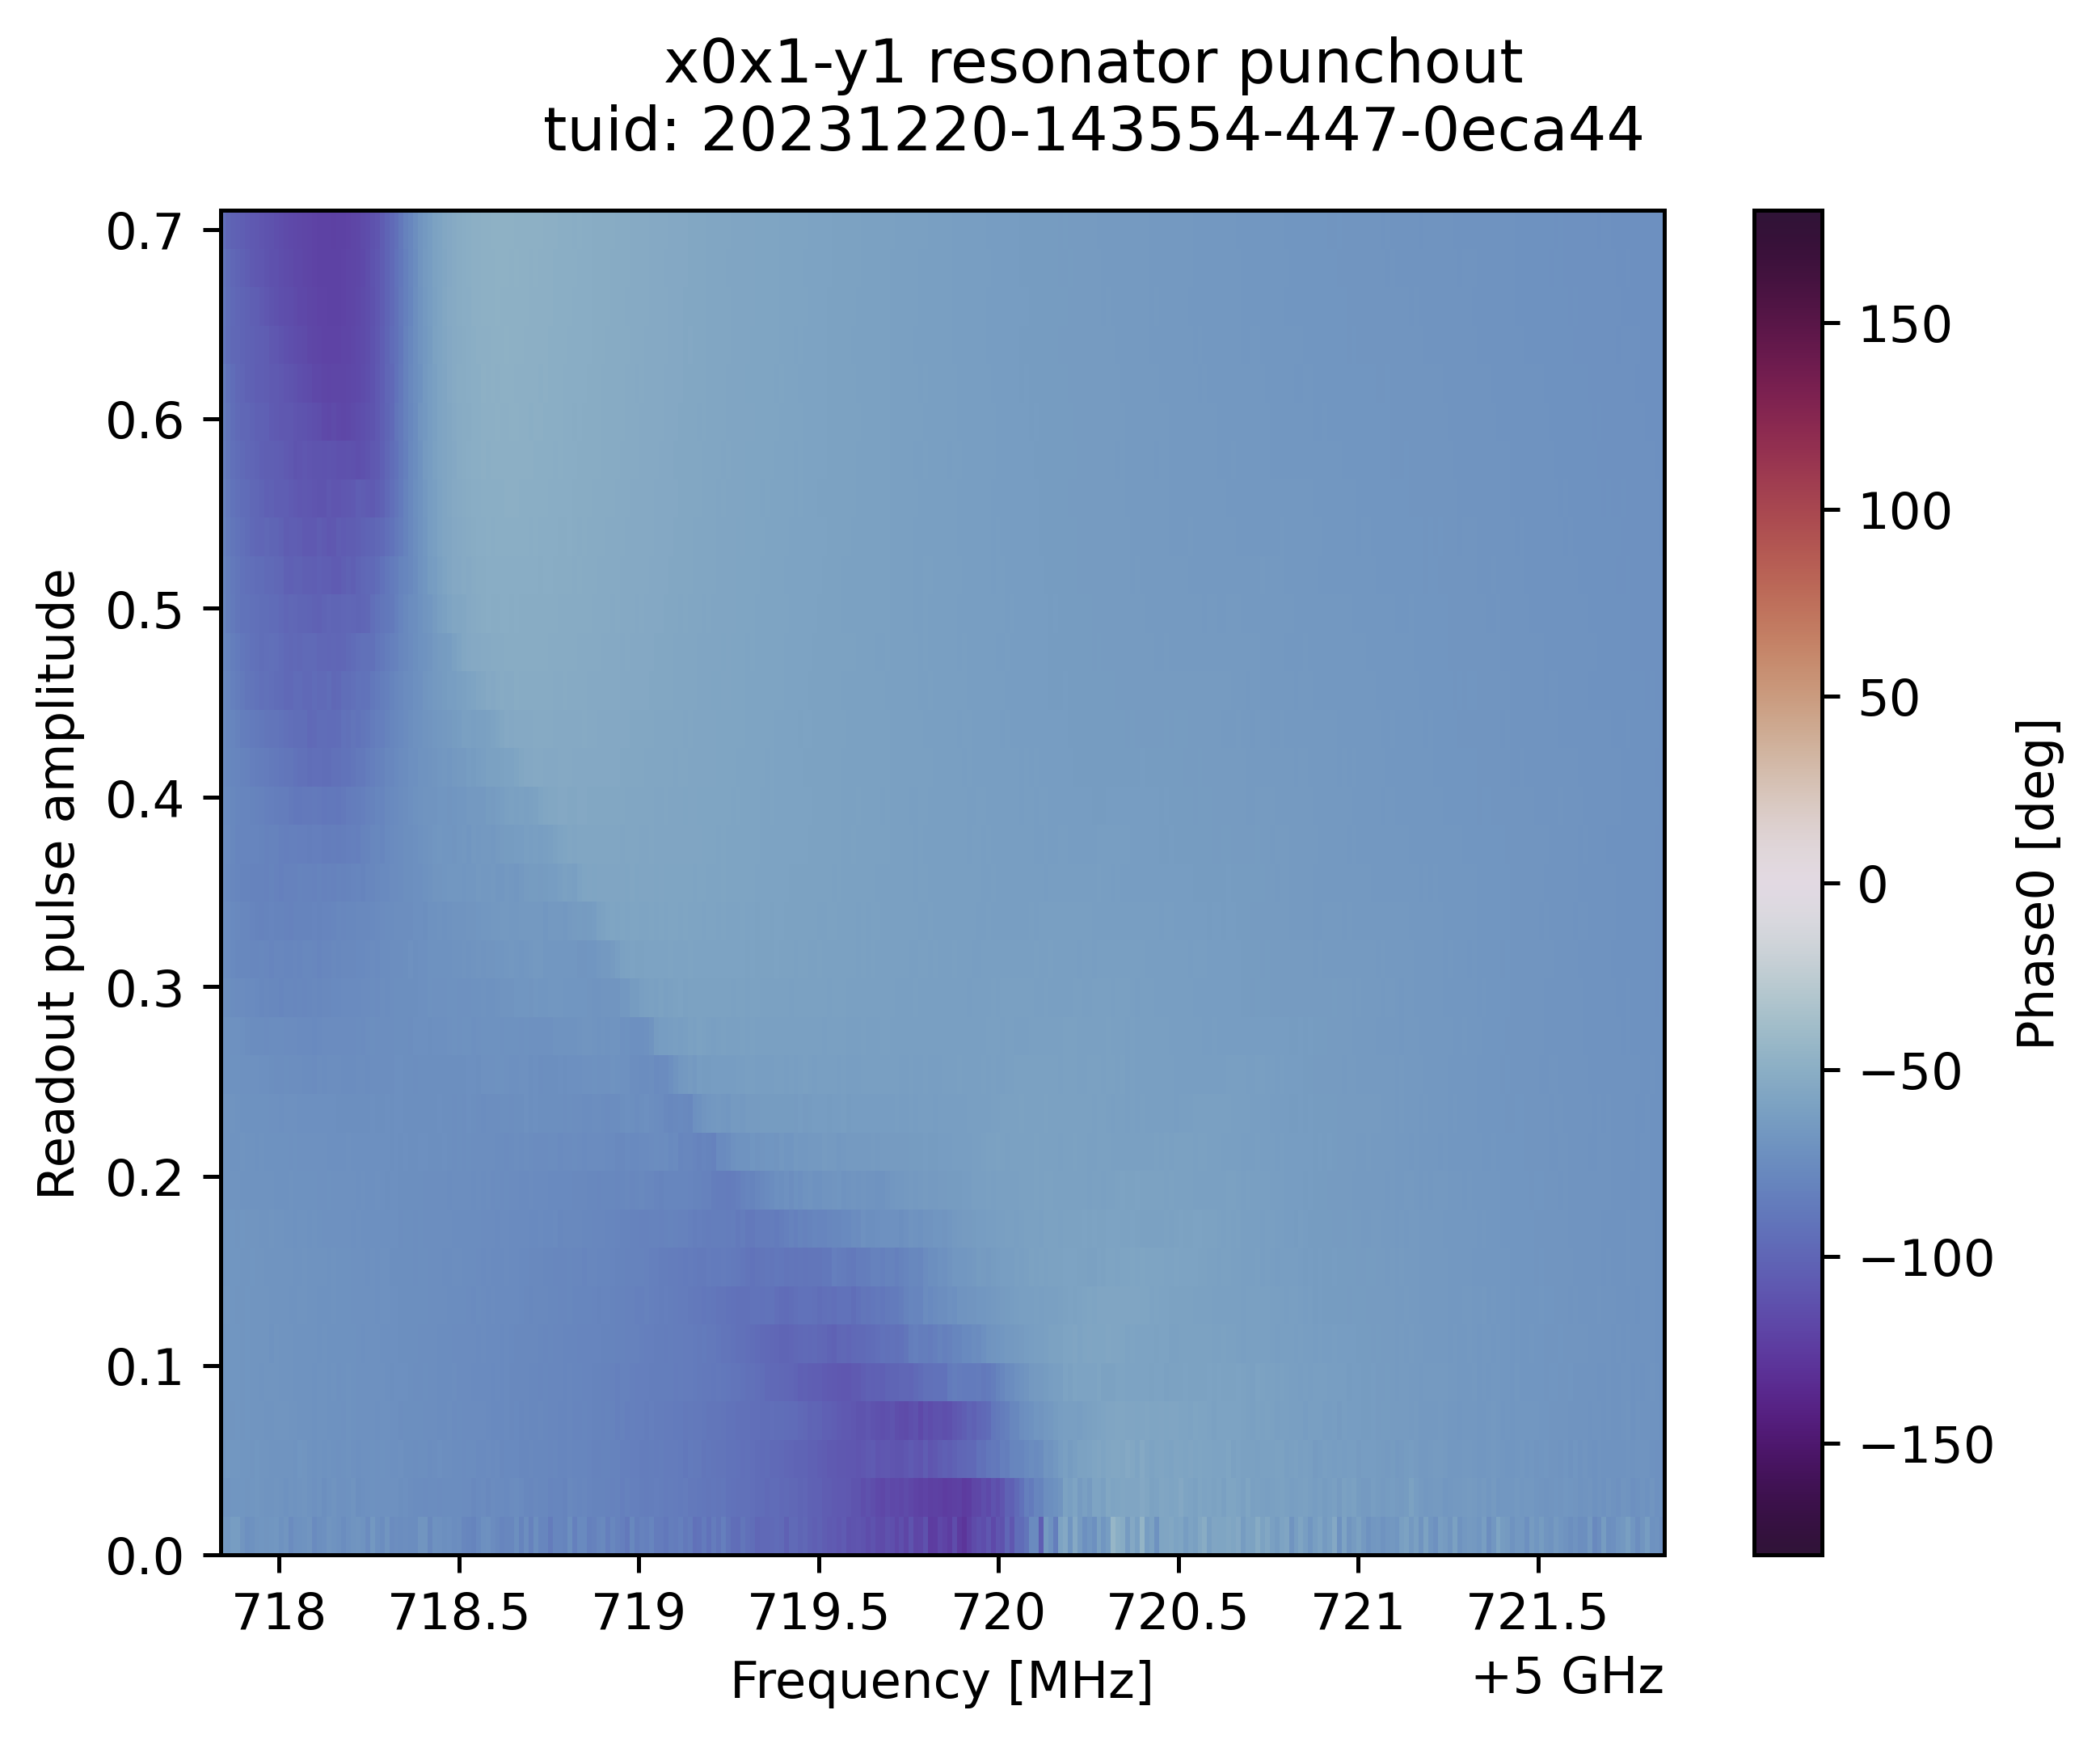 x0x1-y1 resonator punchout
tuid: 20231220-143554-447-0eca44
Readout pulse amplitude
0.7
0.6
0.5
0.4
0.3
0.2
0.1
0.0
718 718.5 719 719.5 720 720.5 721 721.5
Frequency [MHz]
+5 GHz
150
100
50
0
−50
−100
−150
Phase0 [deg]